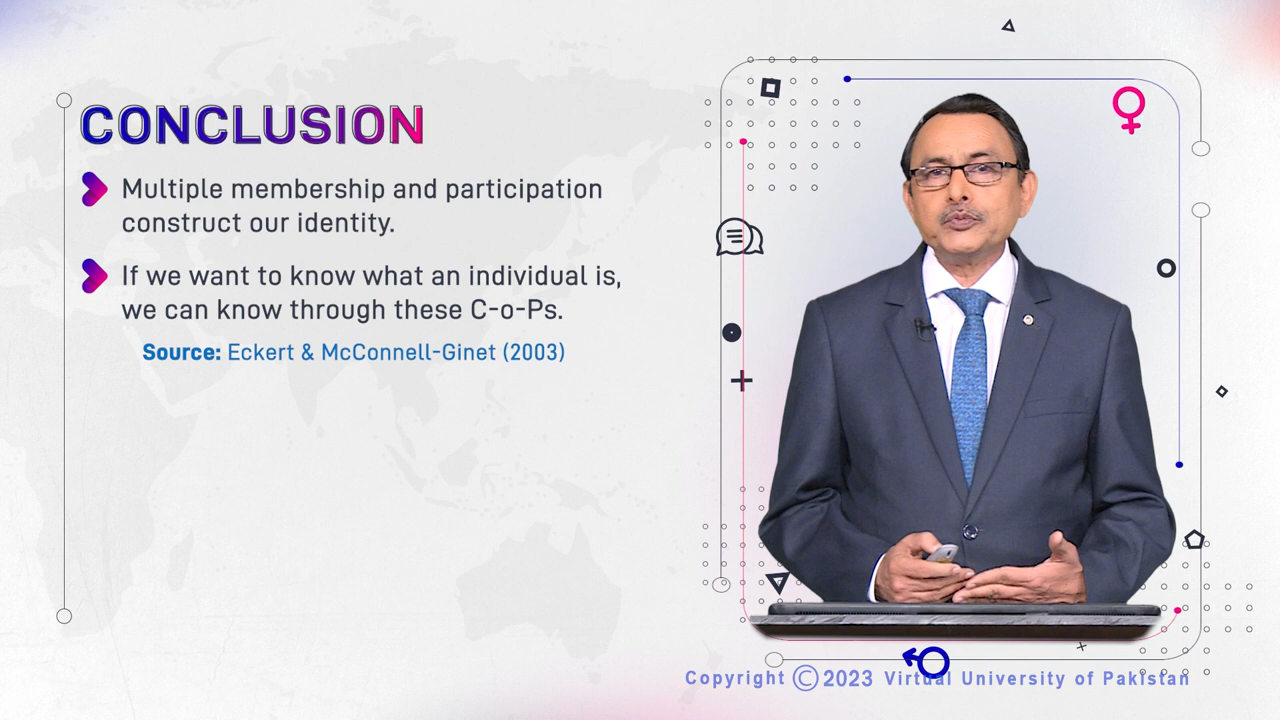 CONCLUSION
Multiple membership and participation
construct our identity.
If we want to know what an individual is,
we can know through these C-o-Ps.
Source: Eckert & McConnell-Ginet (2003)
Copyright ©2023 Virtual University of Pakistan